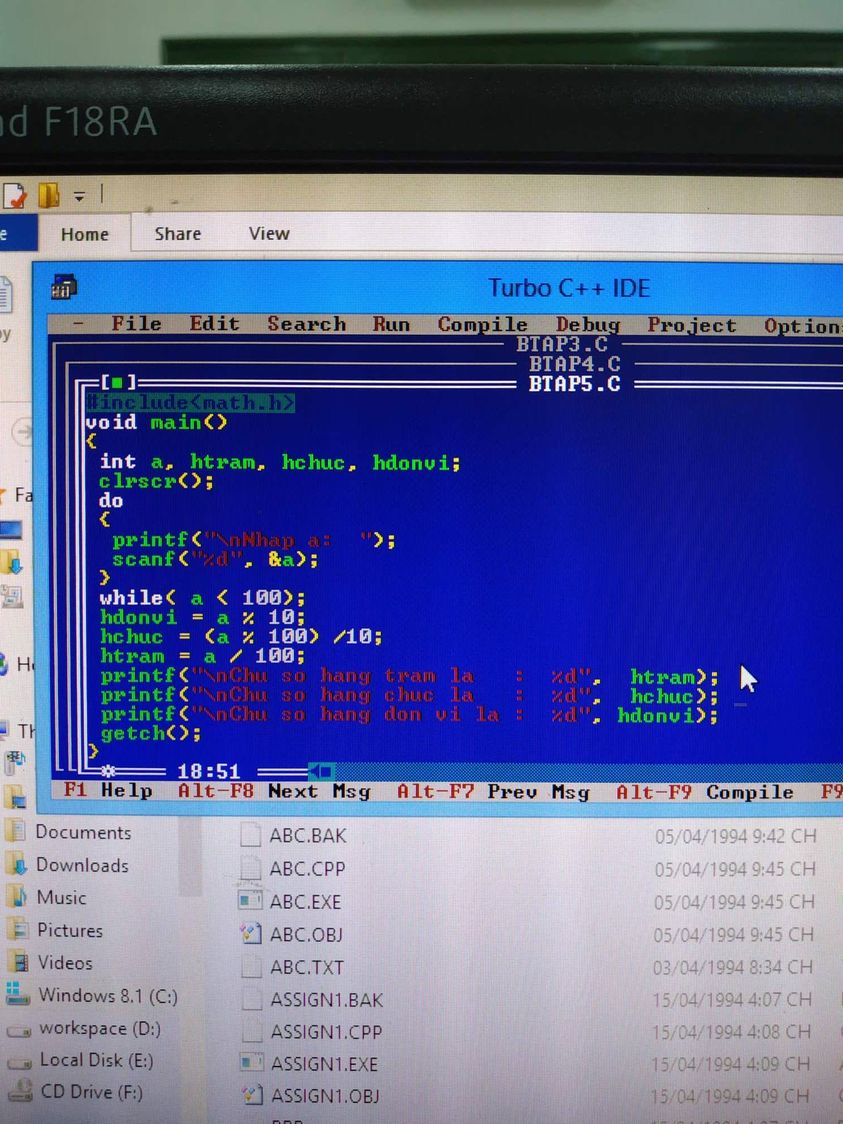 nd F18RA
Home Share View
Turbo C++ IDE
- File Edit Search Run Compile Debug Project Option
BTAP3.C
BTAP4.C
[■] BTAP5.C
#include<math.h>
void main()
{
int a, htram, hchuc, hdonvi;
clrscr();
do
{
printf("\nNhap a:  ");
scanf("%d", &a);
}
while( a < 100);
hdonvi = a % 10;
hchuc = (a % 100) /10;
htram = a / 100;
printf("\nChu so hang tram la   :  %d",  htram);
printf("\nChu so hang chuc la   :  %d",  hchuc);
printf("\nChu so hang don vi la :  %d", hdonvi);
getch();
}
18:51
F1 Help Alt-F8 Next Msg Alt-F7 Prev Msg Alt-F9 Compile F9
Fa
H
Th
Documents
Downloads
Music
Pictures
Videos
Windows 8.1 (C:)
workspace (D:)
Local Disk (E:)
CD Drive (F:)
ABC.BAK 05/04/1994 9:42 CH
ABC.CPP 05/04/1994 9:45 CH
ABC.EXE 05/04/1994 9:45 CH
ABC.OBJ 05/04/1994 9:45 CH
ABC.TXT 03/04/1994 8:34 CH
ASSIGN1.BAK 15/04/1994 4:07 CH
ASSIGN1.CPP 15/04/1994 4:08 CH
ASSIGN1.EXE 15/04/1994 4:09 CH
ASSIGN1.OBJ 15/04/1994 4:09 CH